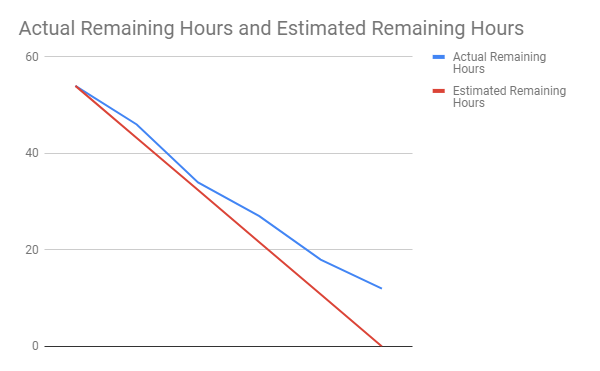 Actual Remaining Hours and Estimated Remaining Hours
60
40
20
0
Actual Remaining
Hours
Estimated Remaining
Hours